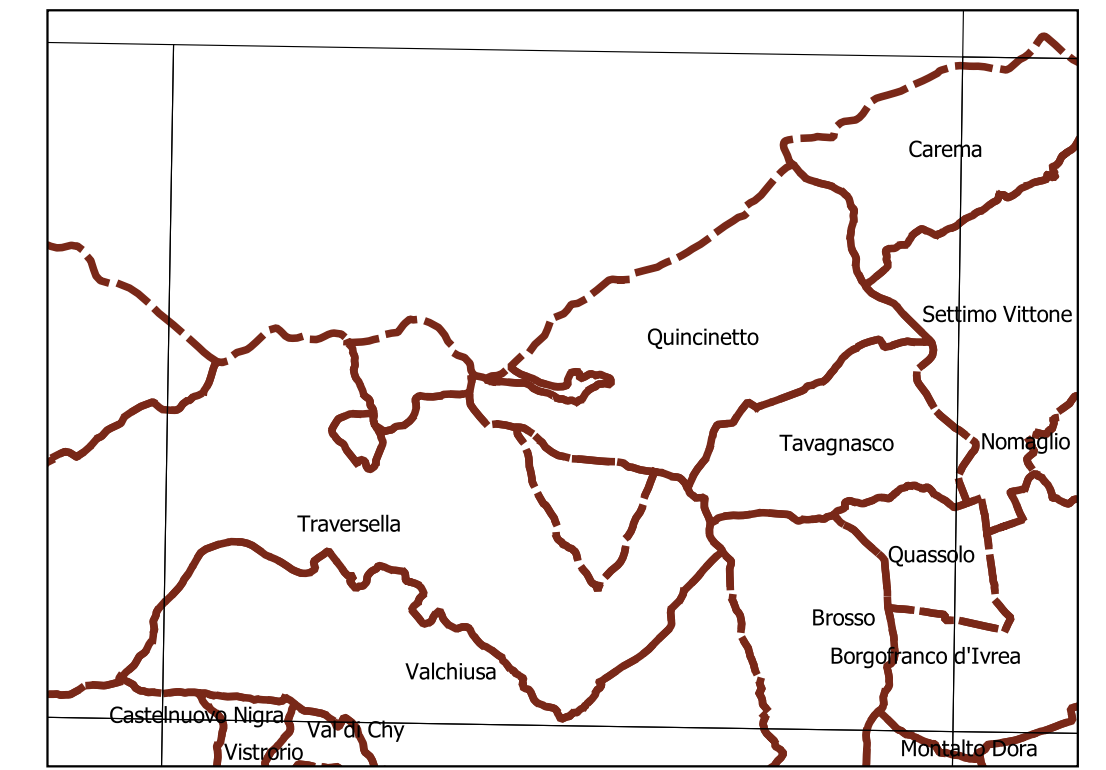 Carema
Settimo Vittone
Quincinetto
Tavagnasco
Nomaglio
Traversella
Quassolo
Brosso
Borgofranco d'Ivrea
Valchiusa
Castelnuovo Nigra
Val di Chy
Vistrorio
Montalto Dora